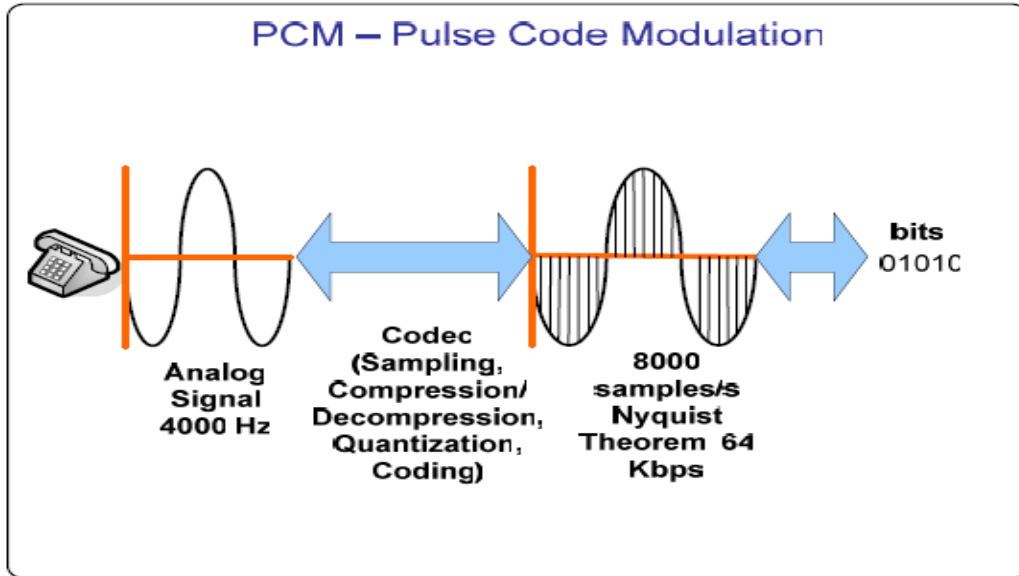 PCM – Pulse Code Modulation
Analog
Signal
4000 Hz
Codec
(Sampling,
Compression/
Decompression,
Quantization,
Coding)
8000
samples/s
Nyquist
Theorem 64
Kbps
bits
01010